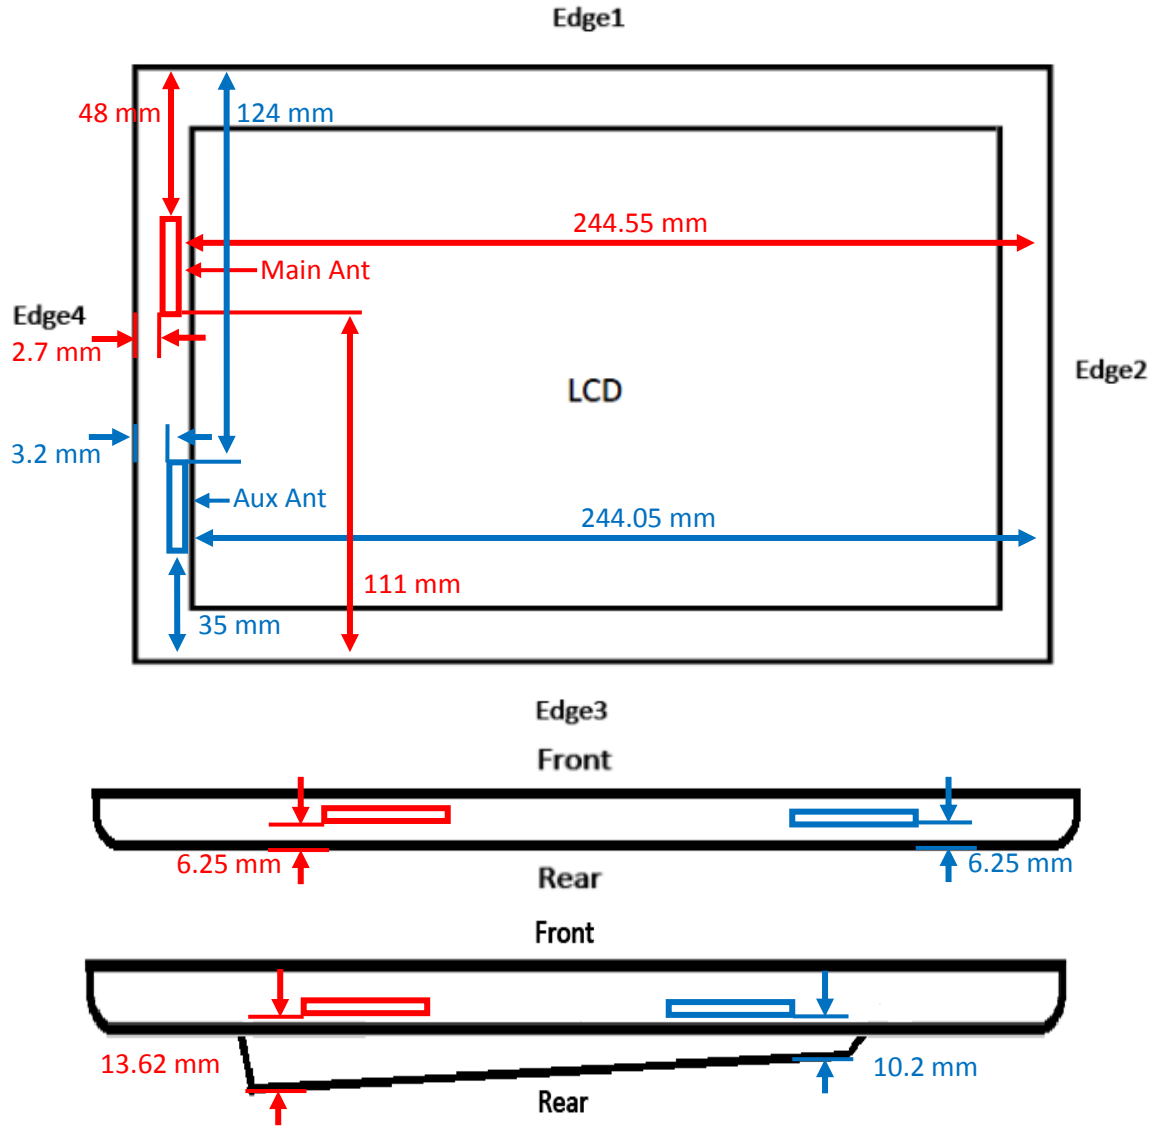 Edge1
48 mm
124 mm
244.55 mm
Main Ant
Edge4
2.7 mm
Edge2
LCD
3.2 mm
Aux Ant
244.05 mm
111 mm
35 mm
Edge3
Front
6.25 mm
6.25 mm
Rear
Front
13.62 mm
10.2 mm
Rear